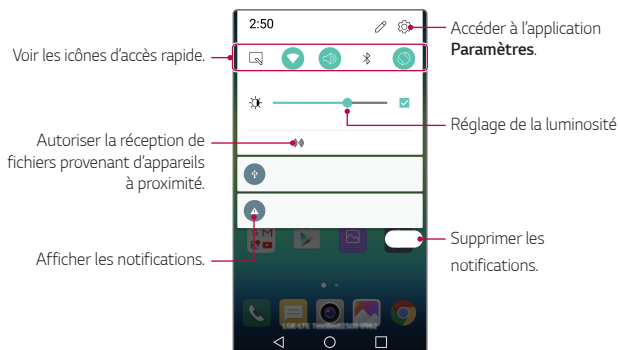 2:50
Accéder à l'application
Paramètres.
Voir les icônes d'accès rapide.
Réglage de la luminosité
Autoriser la réception de
fichiers provenant d'appareils
à proximité.
Afficher les notifications.
Supprimer les
notifications.